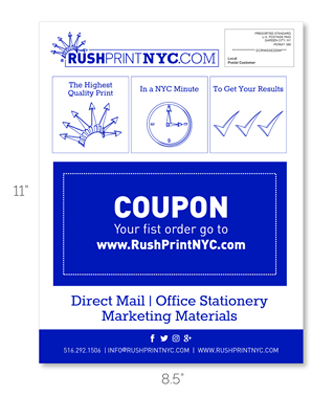 RUSHPRINTNYC.COM
PRESORTED STANDARD
U.S. POSTAGE PAID
GARDEN CITY, NY
Local
Postal Customer
The Highest
Quality Print
In a NYC Minute
To Get Your Results
11"
COUPON
Your fist order go to
www.RushPrintNYC.com
Direct Mail | Office Stationery
Marketing Materials
516.292.1506 | INFO@RUSHPRINTNYC.COM | WWW.RUSHPRINTNYC.COM
8.5"